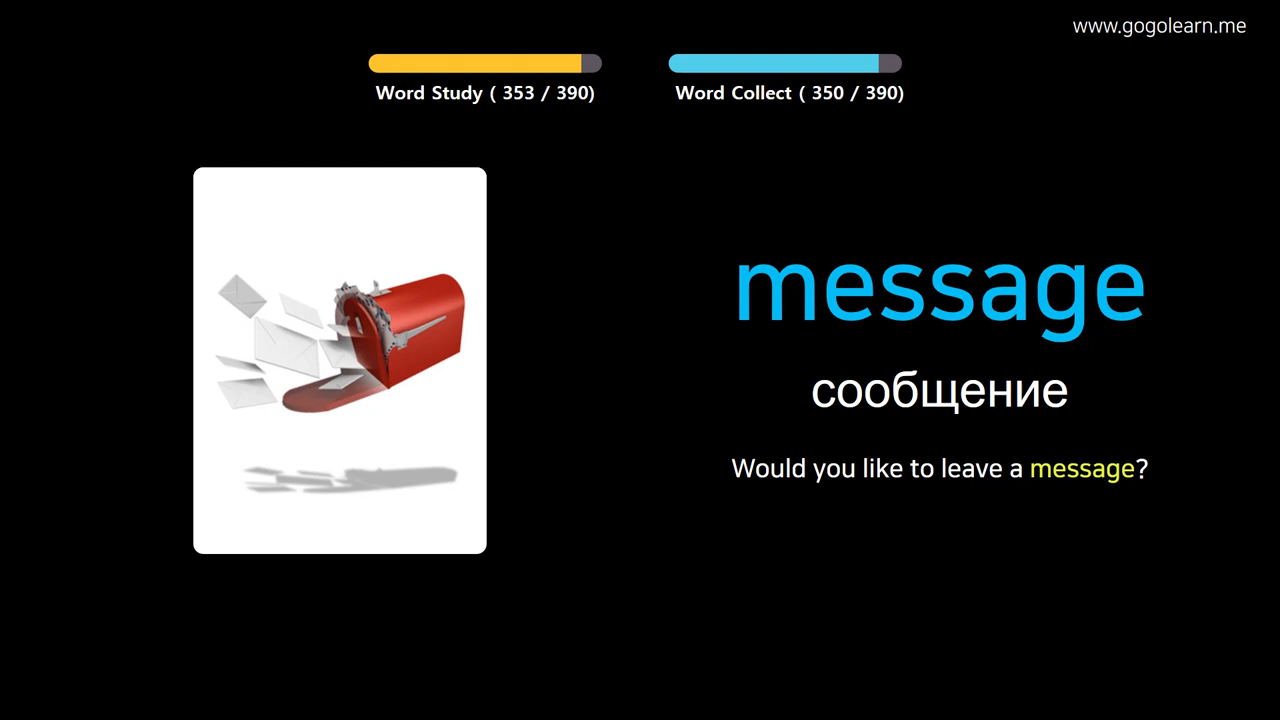 www.gogolearn.me
Word Study ( 353 / 390)
Word Collect ( 350 / 390)
message
сообщение
Would you like to leave a message?